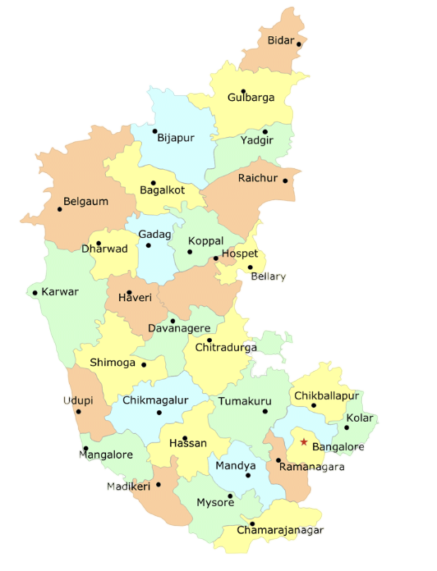 Bidar
Gulbarga
Bijapur
Yadgir
Raichur
Bagalkot
Belgaum
Gadag
Koppal
Dharwad
Hospet
Bellary
Karwar
Haveri
Davanagere
Chitradurga
Shimoga
Udupi
Chikmagalur
Tumakuru
Chikballapur
Kolar
Hassan
Bangalore
Mangalore
Mandya
Ramanagara
Madikeri
Mysore
Chamarajanagar